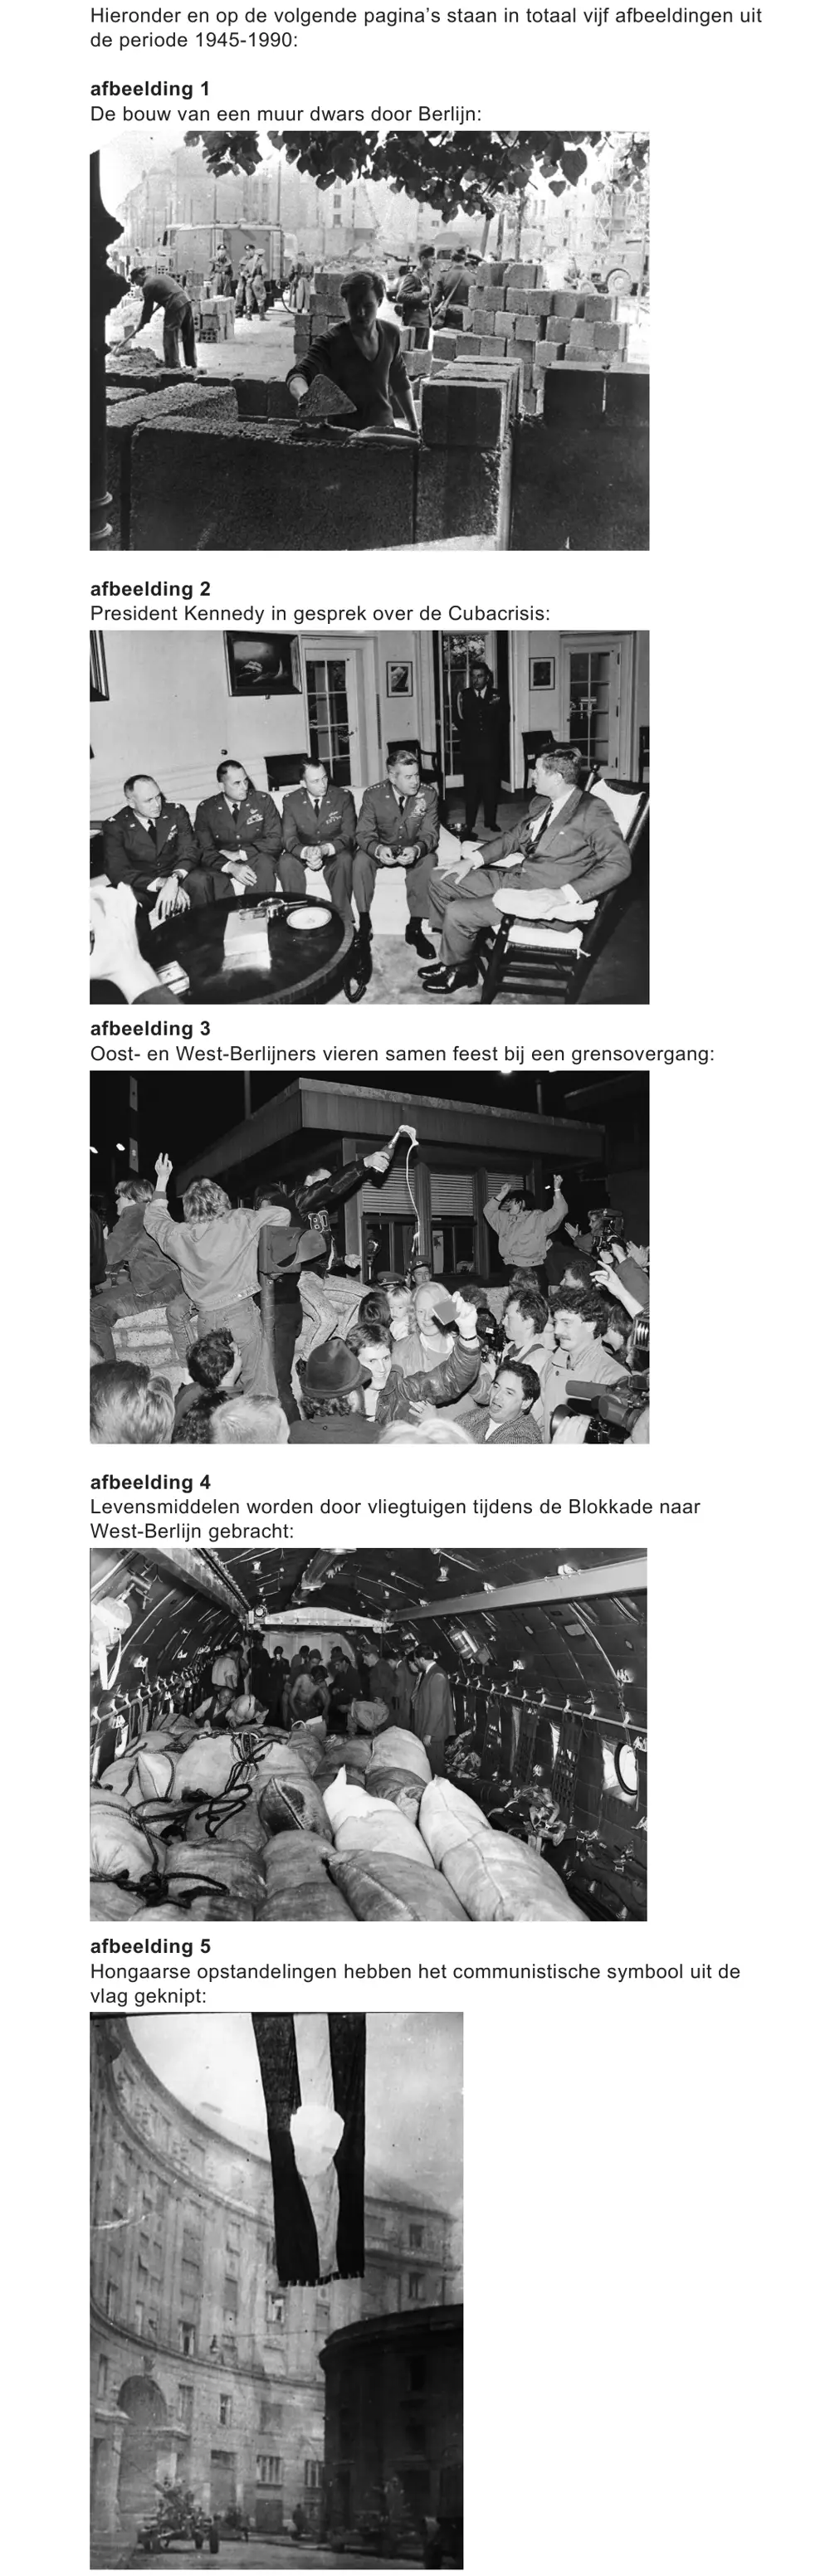 Hieronder en op de volgende pagina's staan in totaal vijf afbeeldingen uit
de periode 1945-1990:
afbeelding 1
De bouw van een muur dwars door Berlijn:
afbeelding 2
President Kennedy in gesprek over de Cubacrisis:
afbeelding 3
Oost- en West-Berlijners vieren samen feest bij een grensovergang:
afbeelding 4
Levensmiddelen worden door vliegtuigen tijdens de Blokkade naar
West-Berlijn gebracht:
afbeelding 5
Hongaarse opstandelingen hebben het communistische symbool uit de
vlag geknipt: